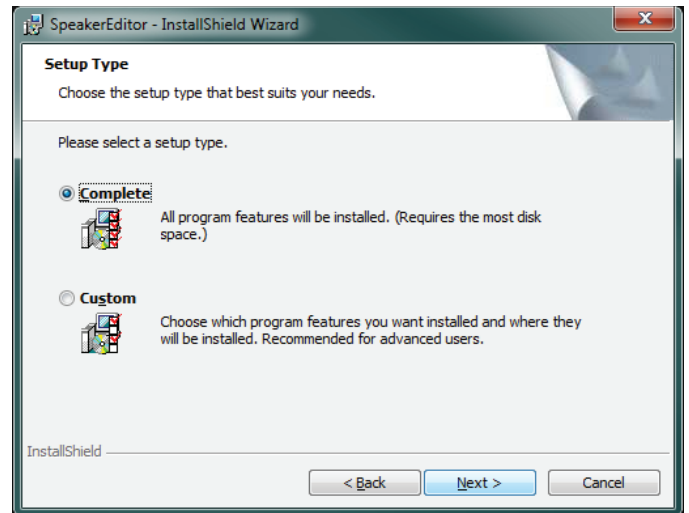 SpeakerEditor - InstallShield Wizard
Setup Type
Choose the setup type that best suits your needs.
Please select a setup type.
Complete
All program features will be installed. (Requires the most disk
space.)
Custom
Choose which program features you want installed and where they
will be installed. Recommended for advanced users.
InstallShield
< Back Next > Cancel